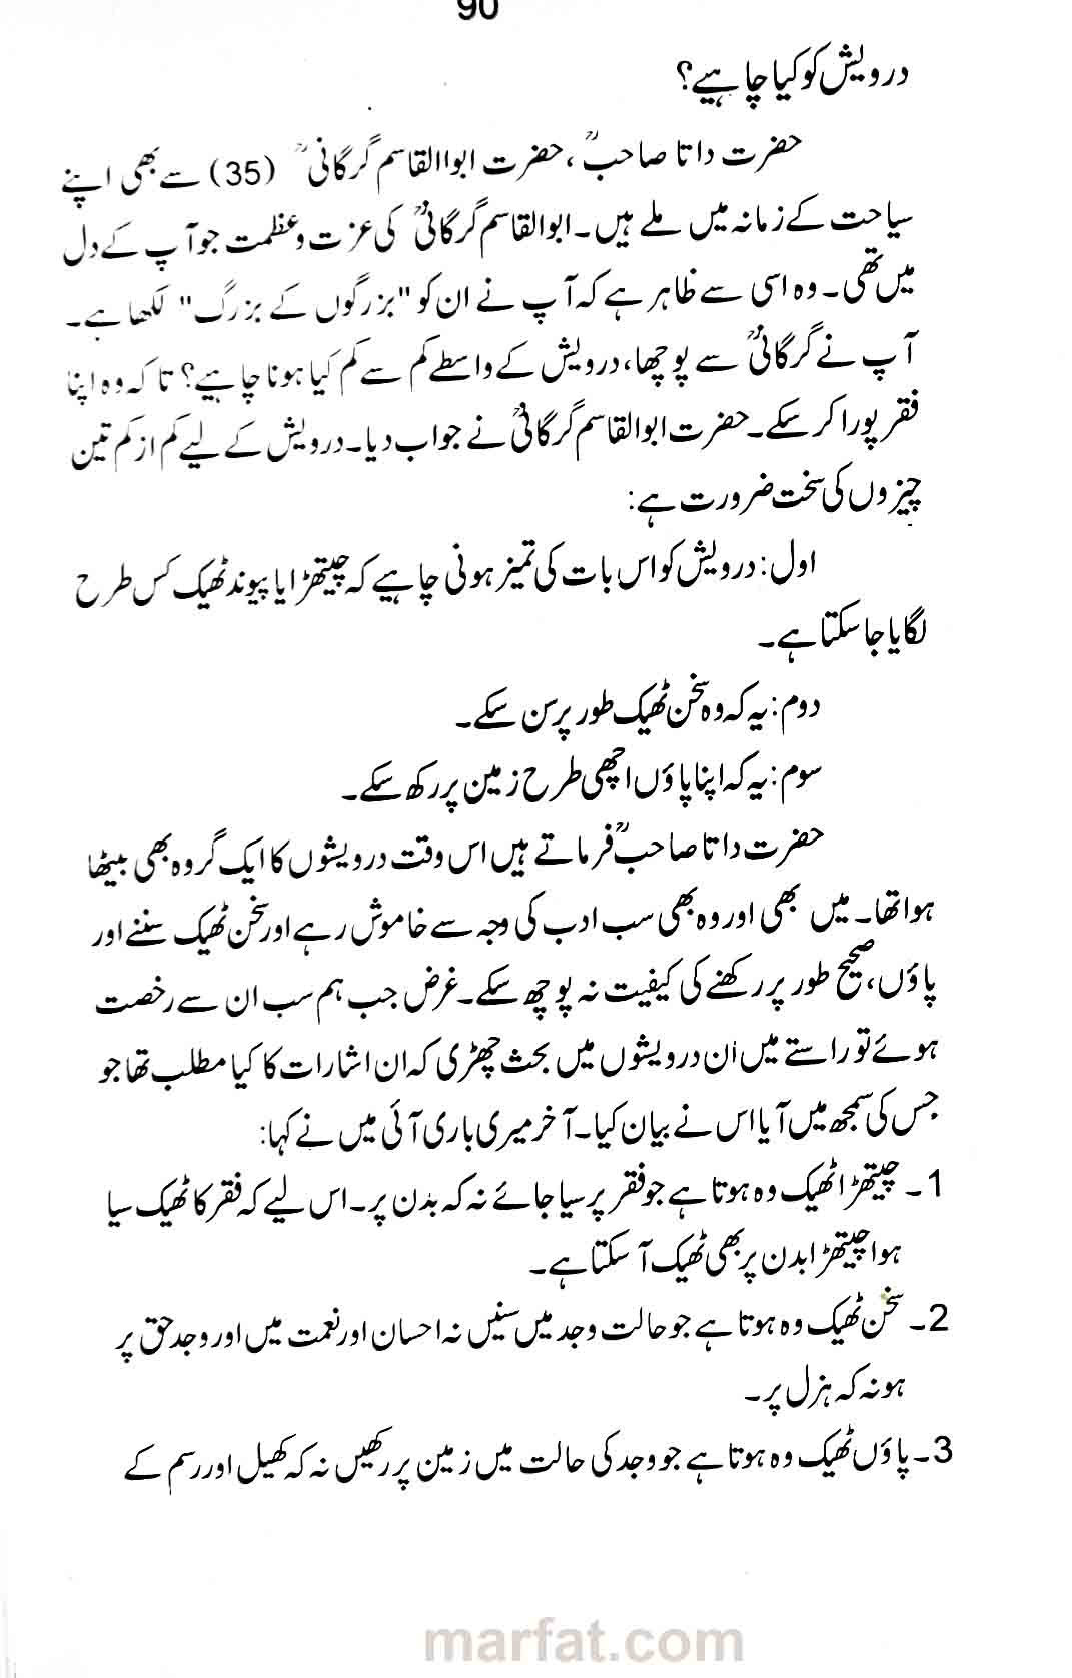 90
درویش کو کیا چاہیے؟
حضرت داتا صاحبؒ، حضرت ابواالقاسم گرگانیؒ (35) سے بھی اپنے
سیاحت کے زمانہ میں ملے ہیں۔ ابوالقاسم گرگانیؒ کی عزت و عظمت جو آپ کے دل
میں تھی۔ وہ اسی سے ظاہر ہے کہ آپ نے ان کو "بزرگوں کے بزرگ" لکھا ہے۔
آپ نے گرگانیؒ سے پوچھا، درویش کے واسطے کم سے کم کیا ہونا چاہیے؟ تا کہ وہ اپنا
فقر پورا کر سکے۔ حضرت ابوالقاسم گرگانیؒ نے جواب دیا۔ درویش کے لیے کم از کم تین
چیزوں کی سخت ضرورت ہے:
اول: درویش کو اس بات کی تمیز ہونی چاہیے کہ چیتھڑا یا پیوند ٹھیک کس طرح
لگایا جا سکتا ہے۔
دوم: یہ کہ وہ سخن ٹھیک طور پر سن سکے۔
سوم: یہ کہ اپنا پاؤں اچھی طرح زمین پر رکھ سکے۔
حضرت داتا صاحبؒ فرماتے ہیں اس وقت درویشوں کا ایک گروہ بھی بیٹھا
ہوا تھا۔ میں بھی اور وہ بھی سب ادب کی وجہ سے خاموش رہے اور سخن ٹھیک سننے اور
پاؤں، صحیح طور پر رکھنے کی کیفیت نہ پوچھ سکے۔ غرض جب ہم سب ان سے رخصت
ہوئے تو راستے میں اُن درویشوں میں بحث چھڑی کہ ان اشارات کا کیا مطلب تھا جو
جس کی سمجھ میں آیا اس نے بیان کیا۔ آخر میری باری آئی میں نے کہا:
1۔ چیتھڑا ٹھیک وہ ہوتا ہے جو فقر پر سیا جائے نہ کہ بدن پر۔ اس لیے کہ فقر کا ٹھیک سیا
ہوا چیتھڑا بدن پر بھی ٹھیک آ سکتا ہے۔
2۔ سخن ٹھیک وہ ہوتا ہے جو حالت وجد میں سنیں نہ احسان اور نعمت میں اور وجد حق پر
ہو نہ کہ ہزل پر۔
3۔ پاؤں ٹھیک وہ ہوتا ہے جو وجد کی حالت میں زمین پر رکھیں نہ کہ کھیل اور رسم کے
marfat.com